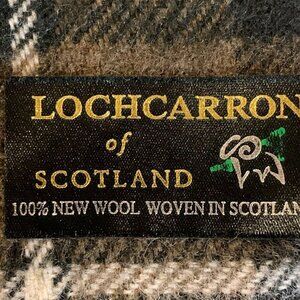 LOCHCARRON
of
SCOTLAND
100% NEW WOOL WOVEN IN SCOTLAN